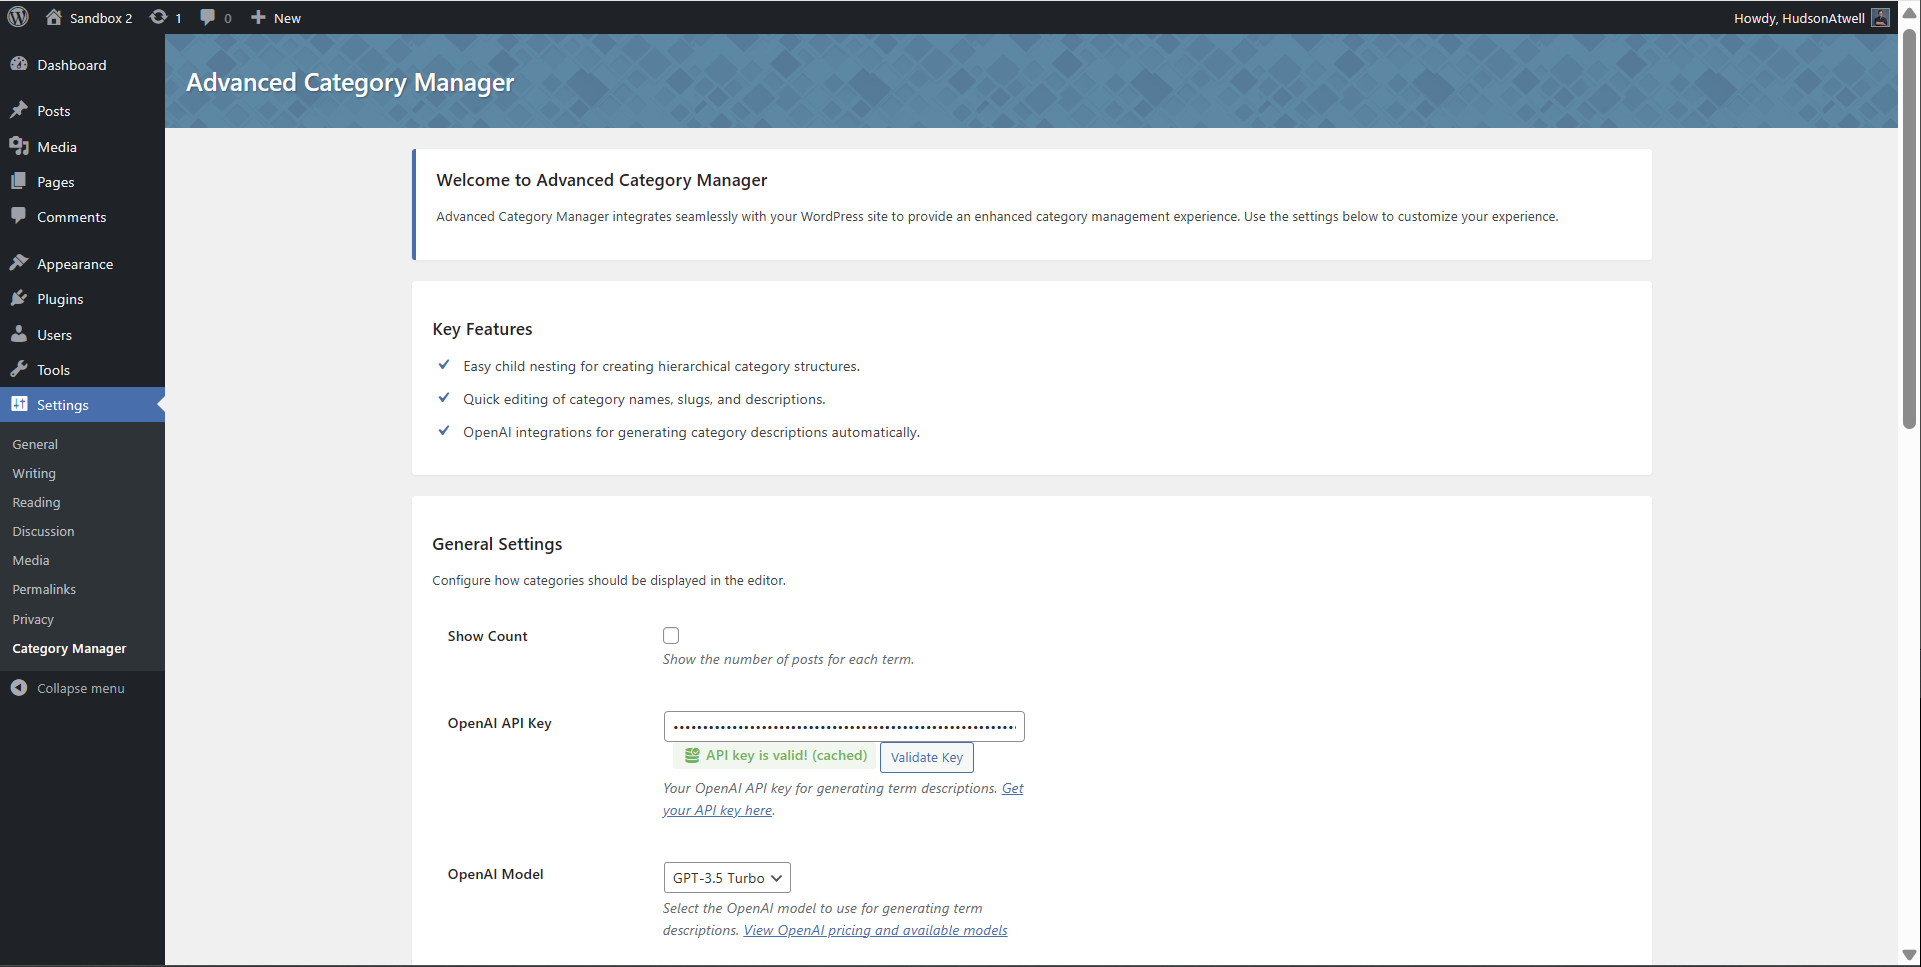 Sandbox 2
1
0
New
Howdy, HudsonAtwell
Dashboard
Posts
Media
Pages
Comments
Appearance
Plugins
Users
Tools
Settings
General
Writing
Reading
Discussion
Media
Permalinks
Privacy
Category Manager
Collapse menu
Advanced Category Manager
Welcome to Advanced Category Manager
Advanced Category Manager integrates seamlessly with your WordPress site to provide an enhanced category management experience. Use the settings below to customize your experience.
Key Features
Easy child nesting for creating hierarchical category structures.
Quick editing of category names, slugs, and descriptions.
OpenAI integrations for generating category descriptions automatically.
General Settings
Configure how categories should be displayed in the editor.
Show Count
Show the number of posts for each term.
OpenAI API Key
API key is valid! (cached)
Validate Key
Your OpenAI API key for generating term descriptions. Get
your API key here.
OpenAI Model
GPT-3.5 Turbo
Select the OpenAI model to use for generating term
descriptions. View OpenAI pricing and available models